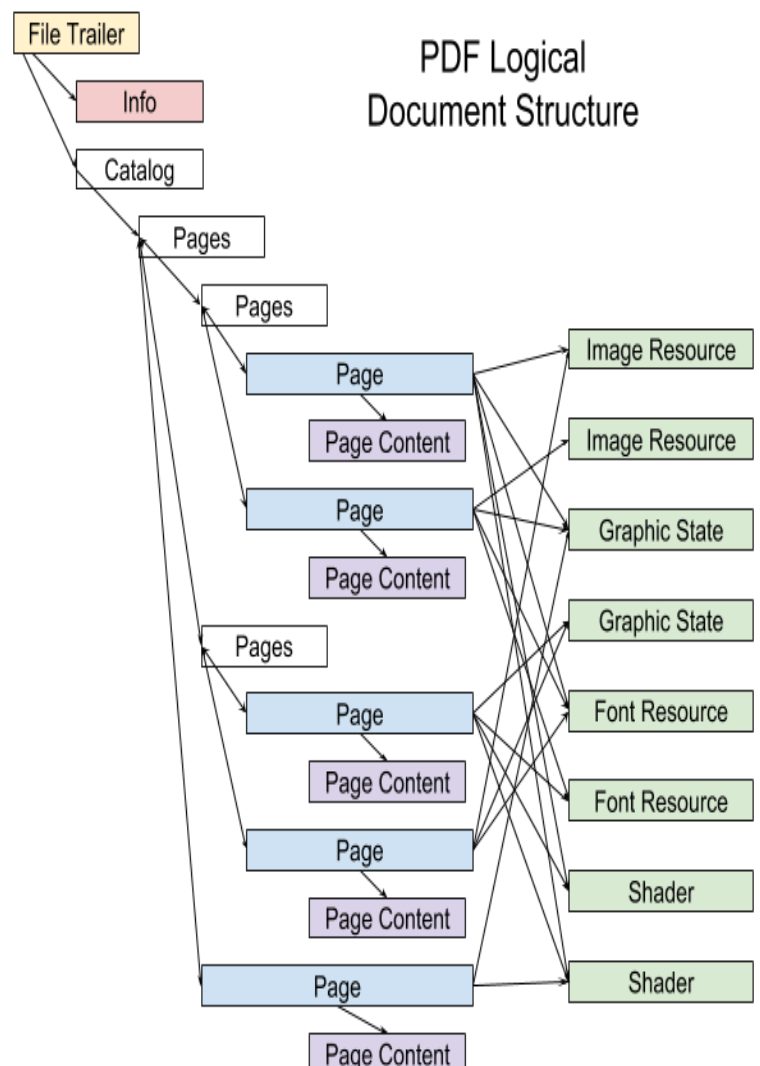 File Trailer
PDF Logical
Document Structure
Info
Catalog
Pages
Pages
Image Resource
Page
Page Content
Image Resource
Page
Graphic State
Page Content
Graphic State
Pages
Page
Font Resource
Page Content
Font Resource
Page
Shader
Page Content
Page
Shader
Page Content